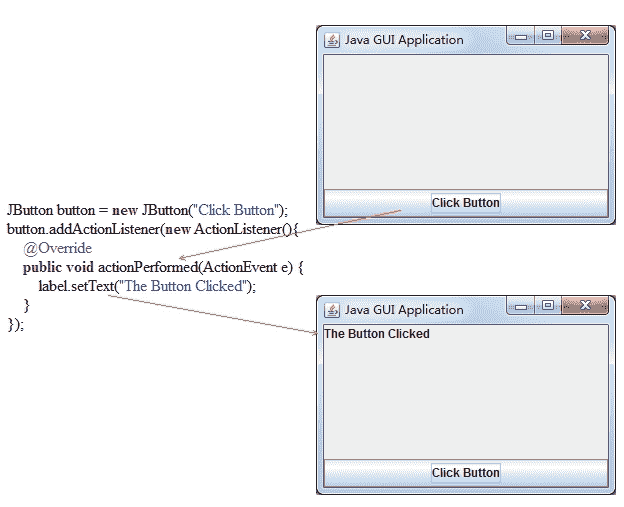 Java GUI Application
Click Button
JButton button = new JButton("Click Button");
button.addActionListener(new ActionListener(){
@Override
public void actionPerformed(ActionEvent e) {
label.setText("The Button Clicked");
}
});
Java GUI Application
The Button Clicked
Click Button